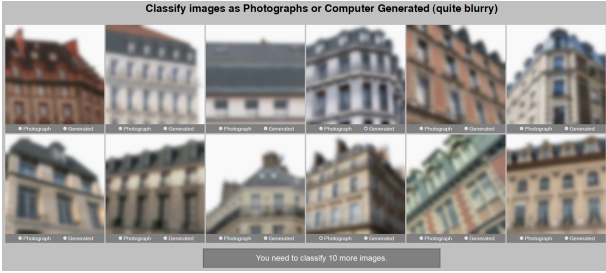 Classify images as Photographs or Computer Generated (quite blurry)
Photograph Generated Photograph Generated Photograph Generated Photograph Generated Photograph Generated Photograph Generated
Photograph Generated Photograph Generated Photograph Generated Photograph Generated Photograph Generated Photograph Generated
You need to classify 10 more images.